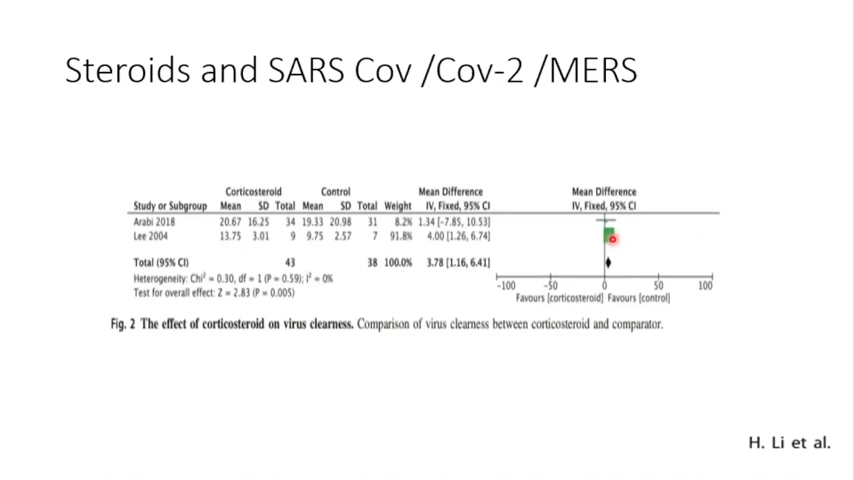 Steroids and SARS Cov /Cov-2 /MERS
Corticosteroid Control Mean Difference Mean Difference
Study or Subgroup Mean SD Total Mean SD Total Weight IV, Fixed, 95% CI IV, Fixed, 95% CI
Arabi 2018 20.67 16.25 34 19.33 20.98 31 8.2% 1.34 [-7.85, 10.53]
Lee 2004 13.75 3.01 9 9.75 2.57 7 91.8% 4.00 [1.26, 6.74]
Total (95% CI) 43 38 100.0% 3.78 [1.16, 6.41]
Heterogeneity: Chi² = 0.30, df = 1 (P = 0.59); I² = 0%
Test for overall effect: Z = 2.83 (P = 0.005)
-100 -50 0 50 100
Favours [corticosteroid] Favours [control]
Fig. 2 The effect of corticosteroid on virus clearness. Comparison of virus clearness between corticosteroid and comparator.
H. Li et al.